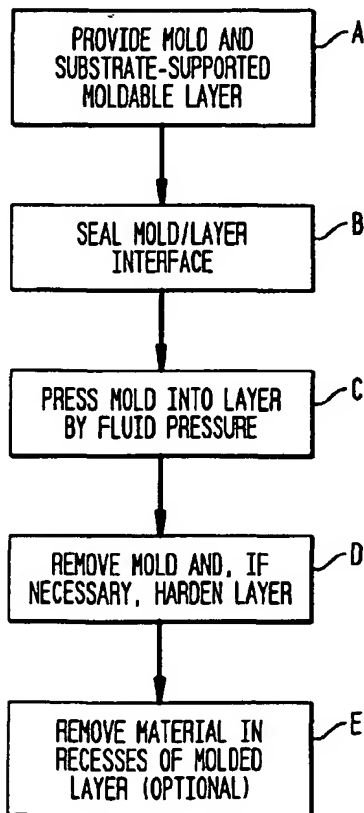 PROVIDE MOLD AND
SUBSTRATE-SUPPORTED
MOLDABLE LAYER
A
SEAL MOLD/LAYER
INTERFACE
B
PRESS MOLD INTO LAYER
BY FLUID PRESSURE
C
REMOVE MOLD AND, IF
NECESSARY, HARDEN LAYER
D
REMOVE MATERIAL IN
RECESSES OF MOLDED
LAYER (OPTIONAL)
E